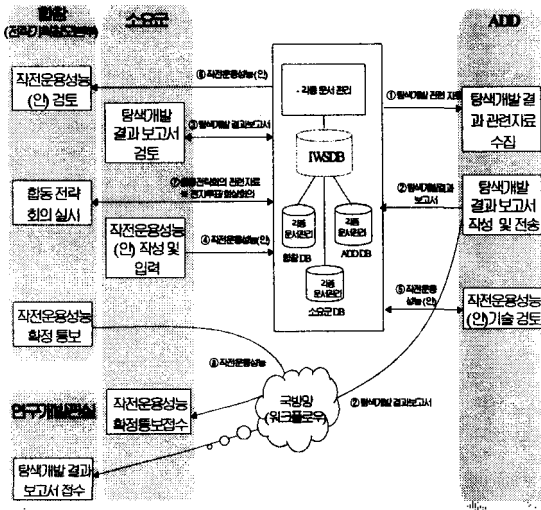 합참
소요군
ADD
작전운용성능
(안) 검토
⑥ 작전운용성능(안)
- 각종 문서 관리
① 탐색개발 관련 자료
탐색개발 결
과 관련자료
수집
탐색개발
결과 보고서
검토
③ 탐색개발 결과보고서
IWSDB
합동 전략
회의 실시
⑦ 합동전략회의 관련 자료
② 탐색개발결과
보고서
탐색개발
결과 보고서
작성 및 전송
작전운용성능
(안) 작성 및
입력
④ 작전운용성능(안)
각종
문서관리
합참 DB
각종
문서관리
ADD DB
각종
문서관리
소요군 DB
작전운용성능
확정 통보
⑤ 작전운용
성능(안)
작전운용성능
(안)기술 검토
⑧ 작전운용성능
연구개발관실
작전운용성능
확정통보접수
국방망
(워크플로우)
② 탐색개발 결과보고서
탐색개발 결과
보고서 접수